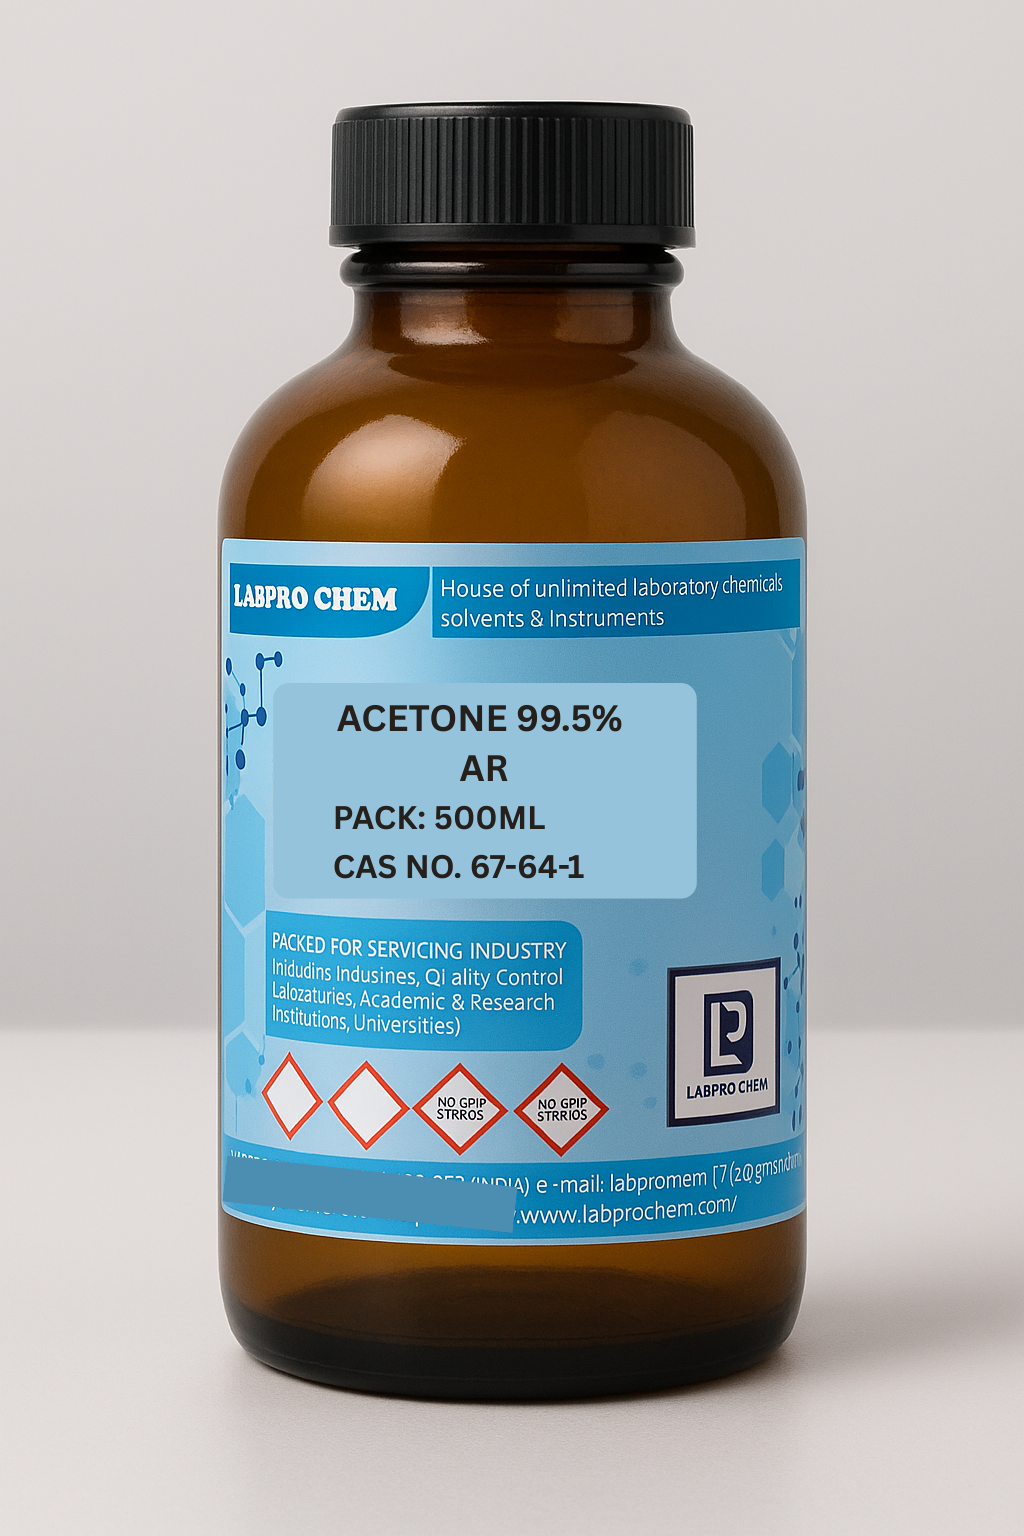 LABPRO CHEM
House of unlimited laboratory chemicals
solvents & Instruments
ACETONE 99.5%
AR
PACK: 500ML
CAS NO. 67-64-1
PACKED FOR SERVICING INDUSTRY
Inidudins Indusines, Qi ality Control
Lalozaturies, Academic & Research
Institutions, Universities)
NO GPIP
STRROS
NO GPIP
STRRIOS
LABPRO CHEM
(INDIA) e-mail: labpromem
www.labprochem.com/